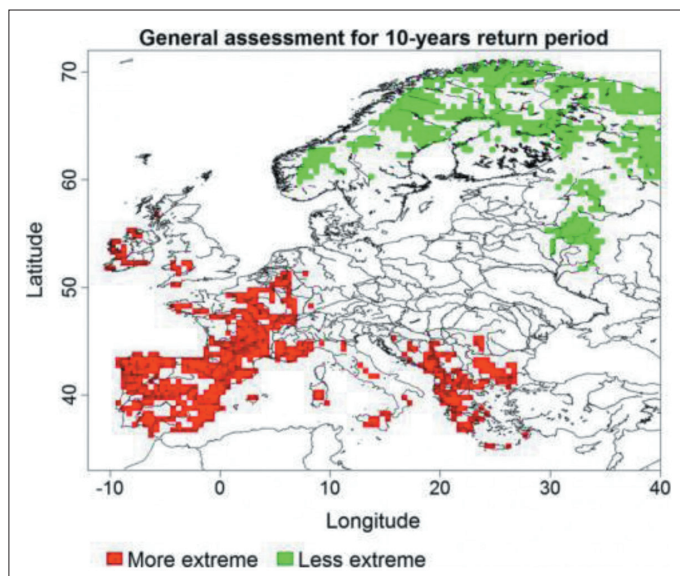 General assessment for 10-years return period
Latitude
70
60
50
40
-10 0 10 20 30 40
Longitude
More extreme Less extreme